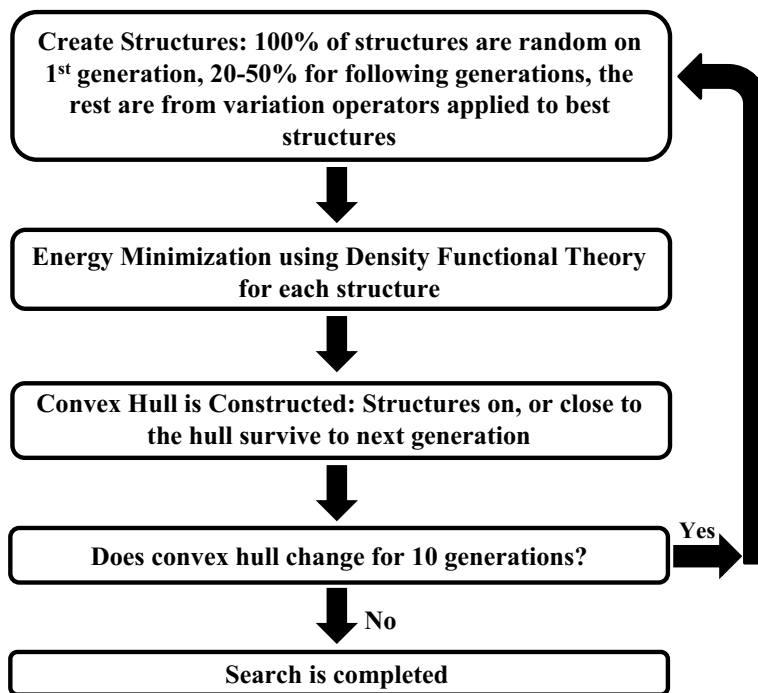 Create Structures: 100% of structures are random on
1st generation, 20-50% for following generations, the
rest are from variation operators applied to best
structures
Energy Minimization using Density Functional Theory
for each structure
Convex Hull is Constructed: Structures on, or close to
the hull survive to next generation
Does convex hull change for 10 generations?
Yes
No
Search is completed